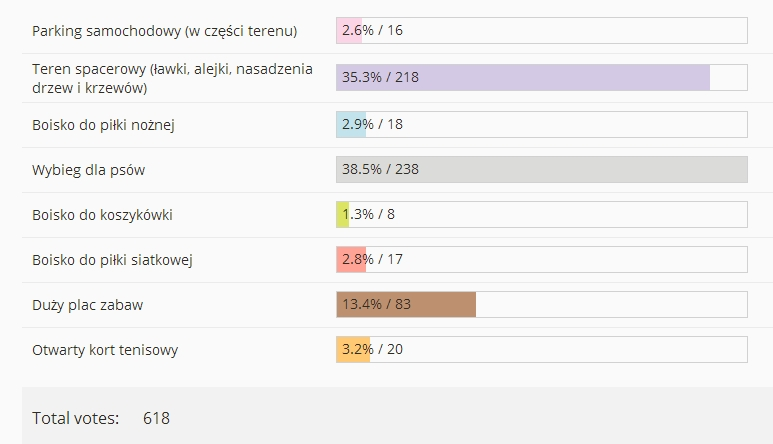 Parking samochodowy (w części terenu) 2.6% / 16
Teren spacerowy (ławki, alejki, nasadzenia
drzew i krzewów) 35.3% / 218
Boisko do piłki nożnej 2.9% / 18
Wybieg dla psów 38.5% / 238
Boisko do koszykówki 1.3% / 8
Boisko do piłki siatkowej 2.8% / 17
Duży plac zabaw 13.4% / 83
Otwarty kort tenisowy 3.2% / 20
Total votes: 618